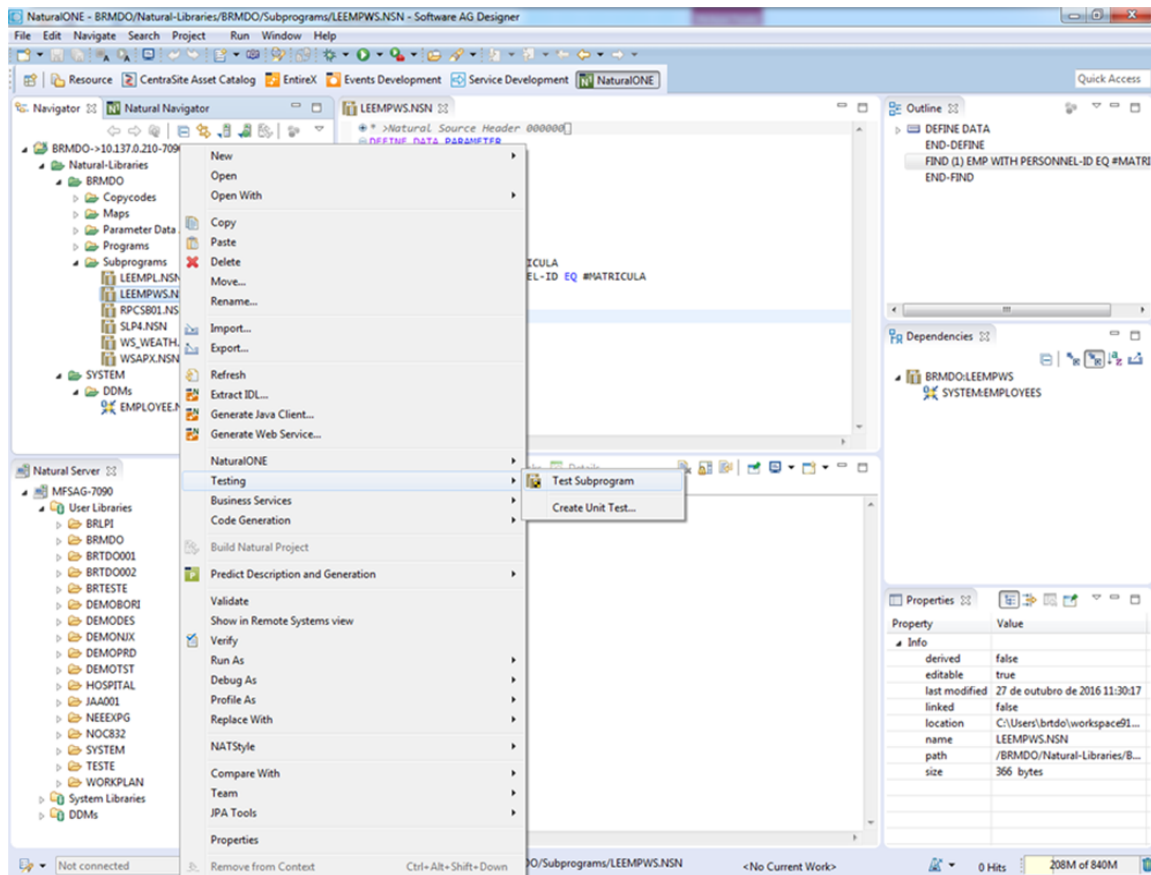 NaturalONE - BRMDO/Natural-Libraries/BRMDO/Subprograms/LEEMPWS.NSN - Software AG Designer
File Edit Navigate Search Project Run Window Help
Resource CentraSite Asset Catalog EntireX Events Development Service Development NaturalONE
Quick Access
Navigator
Natural Navigator
BRMDO->10.137.0.210-7090
Natural-Libraries
BRMDO
Copycodes
Maps
Parameter Data
Programs
Subprograms
LEEMPL.NSN
LEEMPWS.N
RPCSB01.NS
SLP4.NSN
WS_WEATH.
WSAPX.NSN
SYSTEM
DDMs
EMPLOYEE.N
New
Open
Open With
Copy
Paste
Delete
Move...
Rename...
Import...
Export...
Refresh
Extract IDL...
Generate Java Client...
Generate Web Service...
NaturalONE
Testing
Business Services
Code Generation
Build Natural Project
Predict Description and Generation
Validate
Show in Remote Systems view
Verify
Run As
Debug As
Profile As
Replace With
NATStyle
Compare With
Team
JPA Tools
Properties
Remove from Context Ctrl+Alt+Shift+Down
Test Subprogram
Create Unit Test...
LEEMPWS.NSN
* >Natural Source Header 000000
DEFINE DATA PARAMETER
ICULA
EL-ID EQ #MATRICULA
Details
Outline
DEFINE DATA
END-DEFINE
FIND (1) EMP WITH PERSONNEL-ID EQ #MATRI
END-FIND
Dependencies
BRMDO:LEEMPWS
SYSTEM:EMPLOYEES
Natural Server
MFSAG-7090
User Libraries
BRLPI
BRMDO
BRTDO001
BRTDO002
BRTESTE
DEMOBORI
DEMODES
DEMONJX
DEMOPRD
DEMOTST
HOSPITAL
JAA001
NEEEXPG
NOC832
SYSTEM
TESTE
WORKPLAN
System Libraries
DDMs
Properties
Property Value
Info
derived false
editable true
last modified 27 de outubro de 2016 11:30:17
linked false
location C:\Users\brtdo\workspace91...
name LEEMPWS.NSN
path /BRMDO/Natural-Libraries/B...
size 366 bytes
Not connected
DO/Subprograms/LEEMPWS.NSN
<No Current Work>
0 Hits
208M of 840M